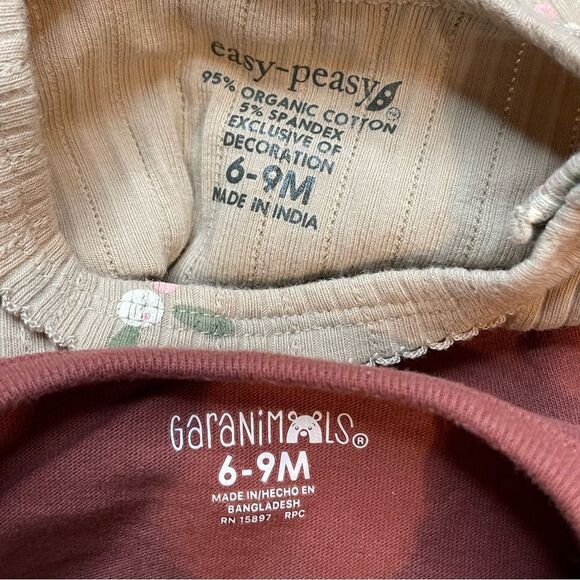 easy-peasy
95% ORGANIC COTTON
5% SPANDEX
EXCLUSIVE OF
DECORATION
6-9M
MADE IN INDIA
GaraNiMALS®
6-9M
MADE IN/HECHO EN
BANGLADESH
RN 15897 RPC